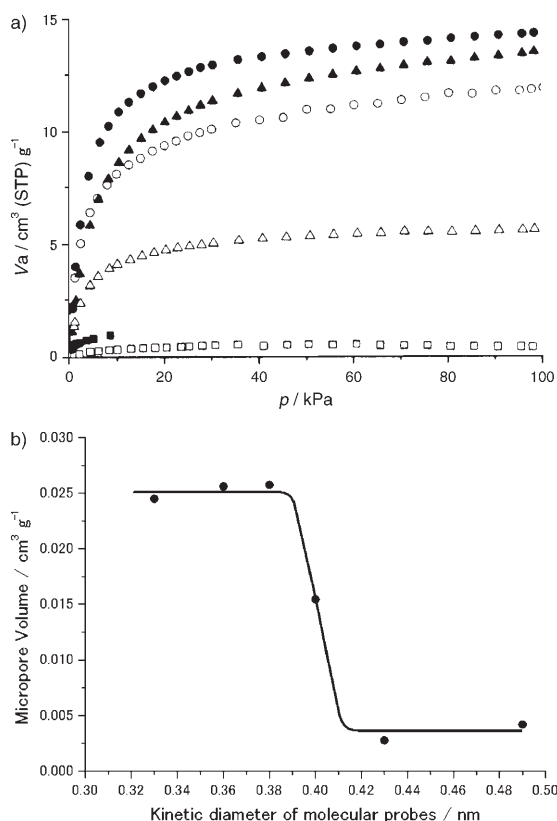 a)
15
10
5
0
Va / cm³ (STP) g⁻¹
0 20 40 60 80 100
p / kPa
b)
0.030
0.025
0.020
0.015
0.010
0.005
0.000
Micropore Volume / cm³ g⁻¹
0.30 0.32 0.34 0.36 0.38 0.40 0.42 0.44 0.46 0.48 0.50
Kinetic diameter of molecular probes / nm